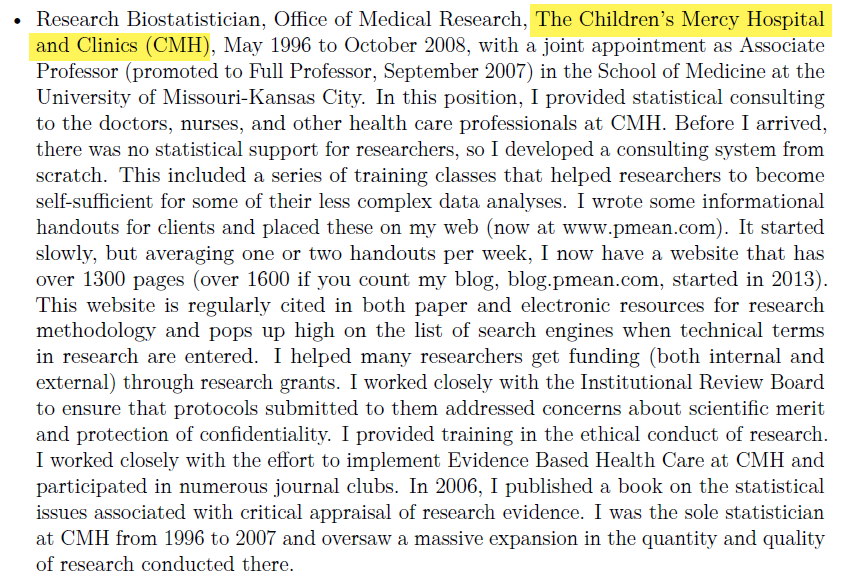 • Research Biostatistician, Office of Medical Research, The Children's Mercy Hospital
and Clinics (CMH), May 1996 to October 2008, with a joint appointment as Associate
Professor (promoted to Full Professor, September 2007) in the School of Medicine at the
University of Missouri-Kansas City. In this position, I provided statistical consulting
to the doctors, nurses, and other health care professionals at CMH. Before I arrived,
there was no statistical support for researchers, so I developed a consulting system from
scratch. This included a series of training classes that helped researchers to become
self-sufficient for some of their less complex data analyses. I wrote some informational
handouts for clients and placed these on my web (now at www.pmean.com). It started
slowly, but averaging one or two handouts per week, I now have a website that has
over 1300 pages (over 1600 if you count my blog, blog.pmean.com, started in 2013).
This website is regularly cited in both paper and electronic resources for research
methodology and pops up high on the list of search engines when technical terms
in research are entered. I helped many researchers get funding (both internal and
external) through research grants. I worked closely with the Institutional Review Board
to ensure that protocols submitted to them addressed concerns about scientific merit
and protection of confidentiality. I provided training in the ethical conduct of research.
I worked closely with the effort to implement Evidence Based Health Care at CMH and
participated in numerous journal clubs. In 2006, I published a book on the statistical
issues associated with critical appraisal of research evidence. I was the sole statistician
at CMH from 1996 to 2007 and oversaw a massive expansion in the quantity and quality
of research conducted there.